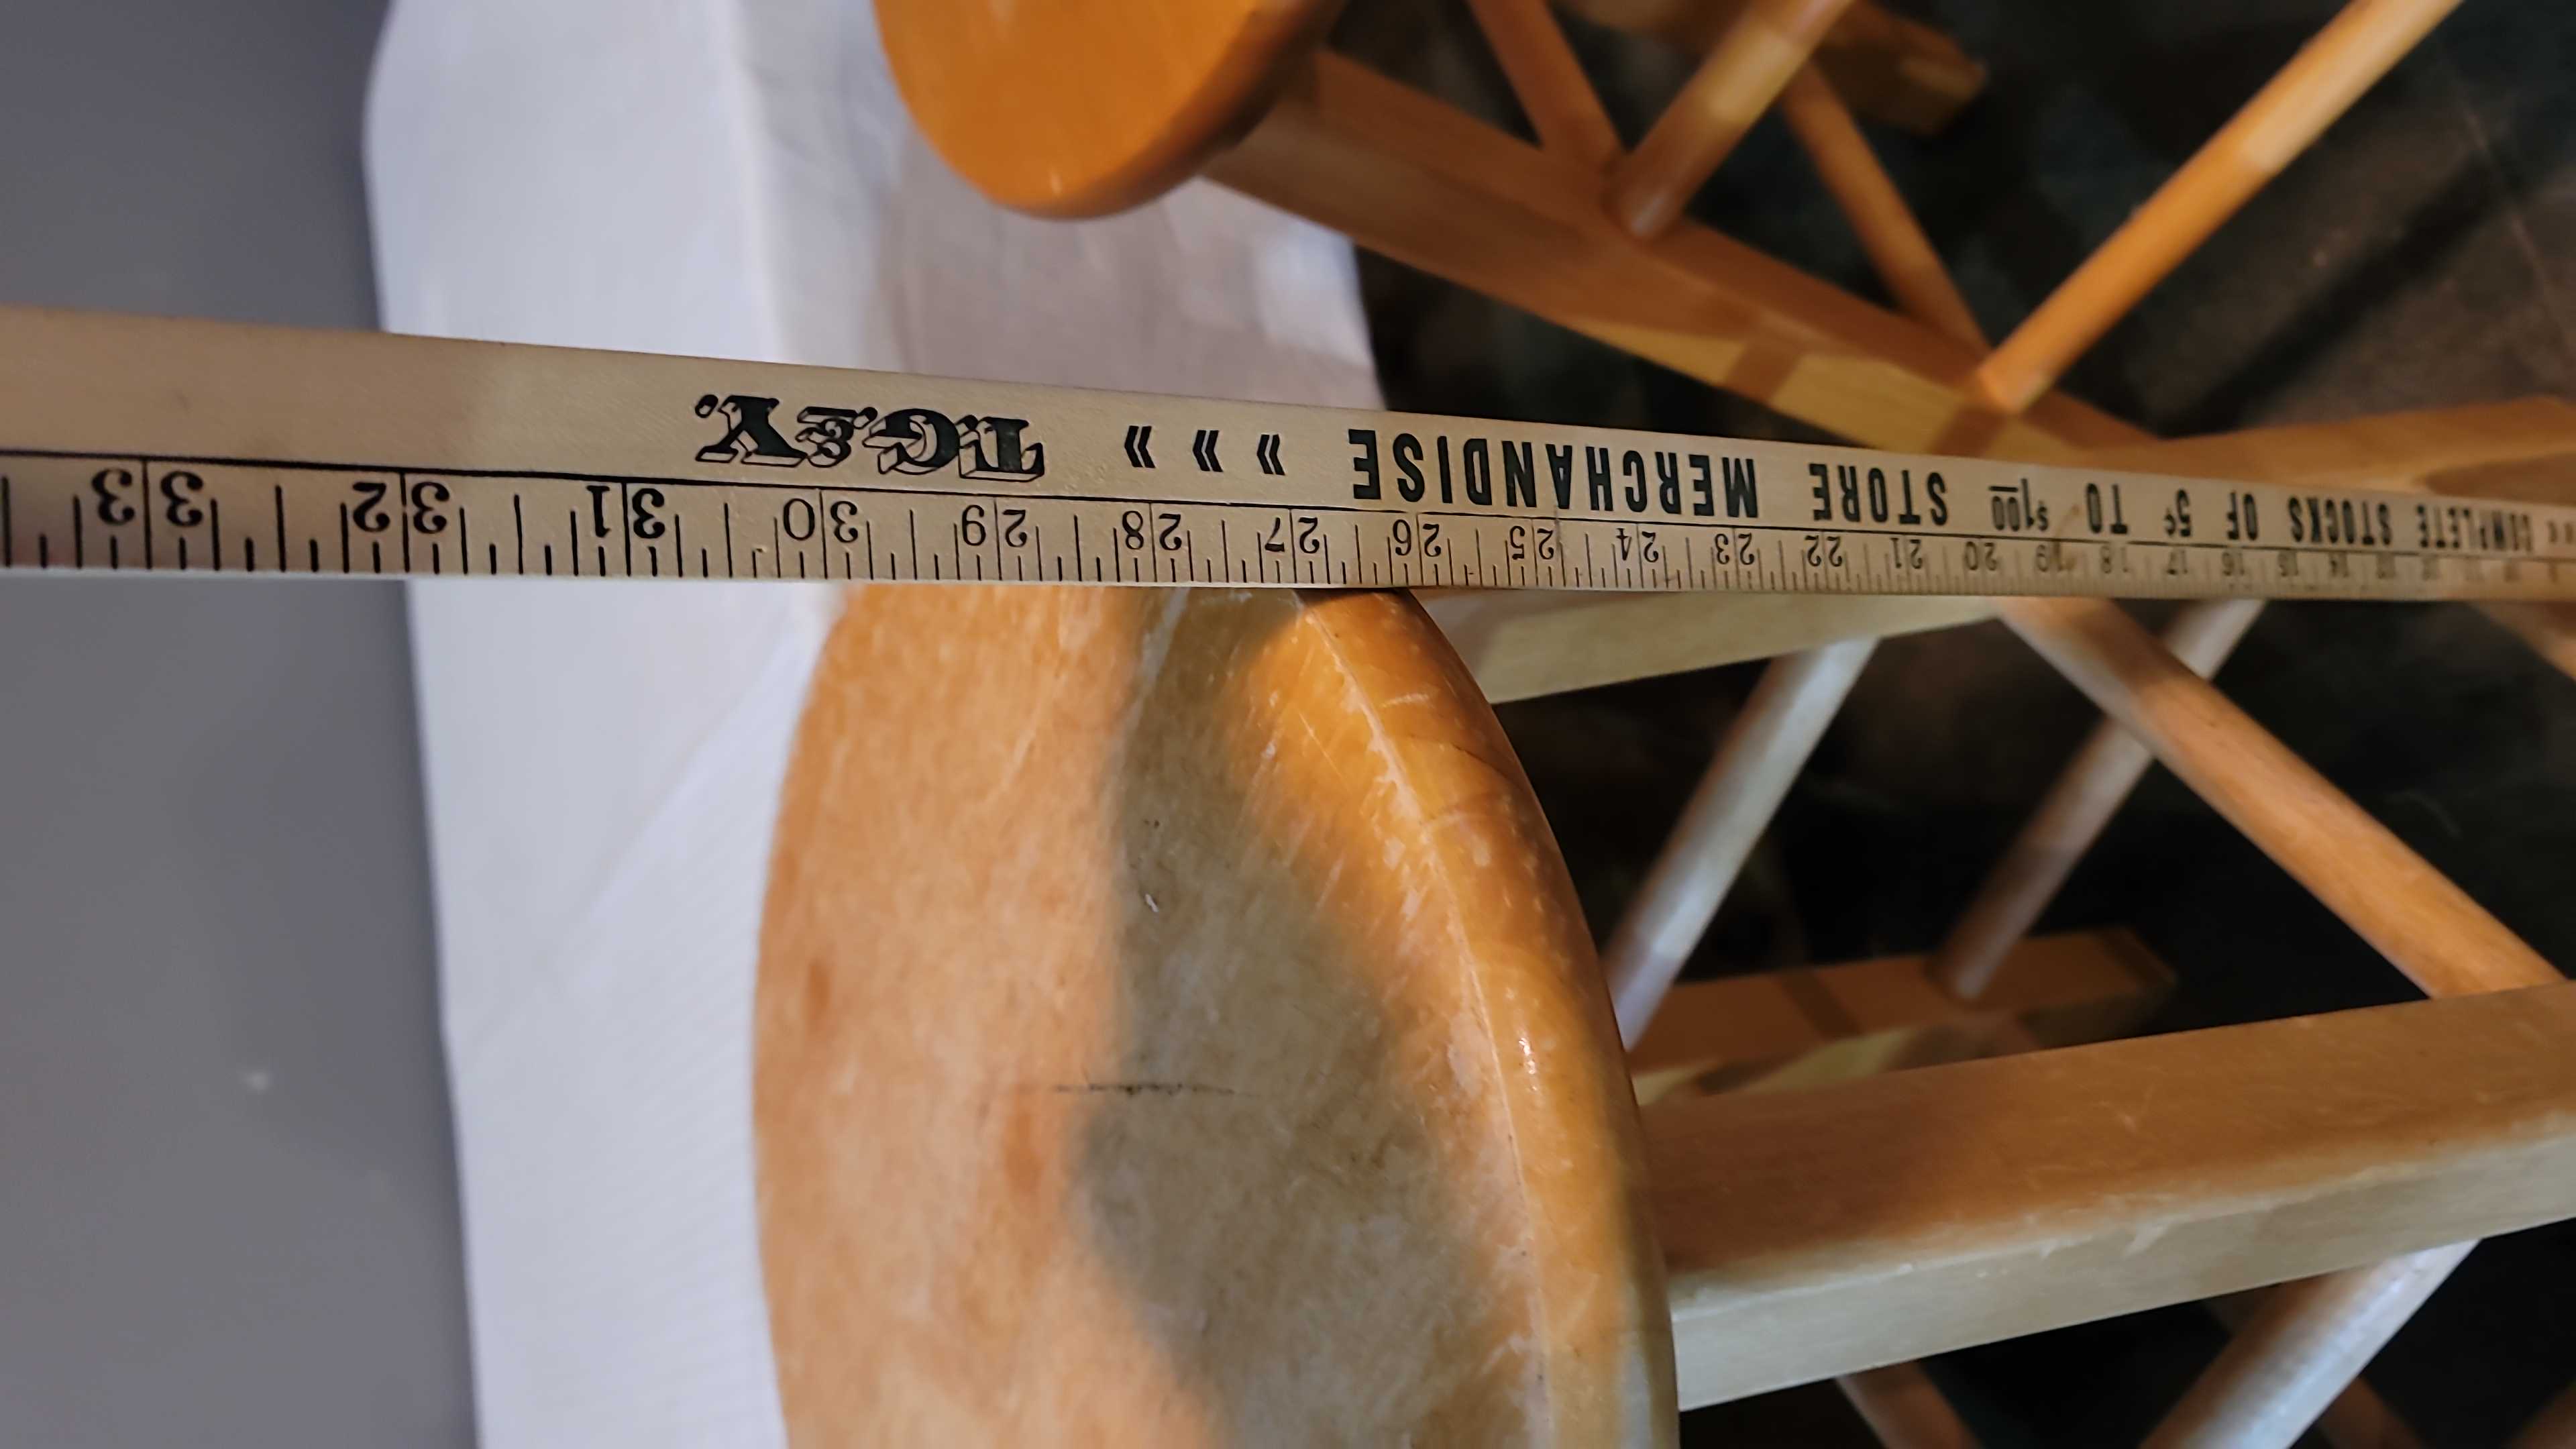 COMPLETE STOCKS OF 5¢ TO $1.00 STORE MERCHANDISE » » » T.G.&Y.
15 16 17 18 19 20 21 22 23 24 25 26 27 28 29 30 31 32 33